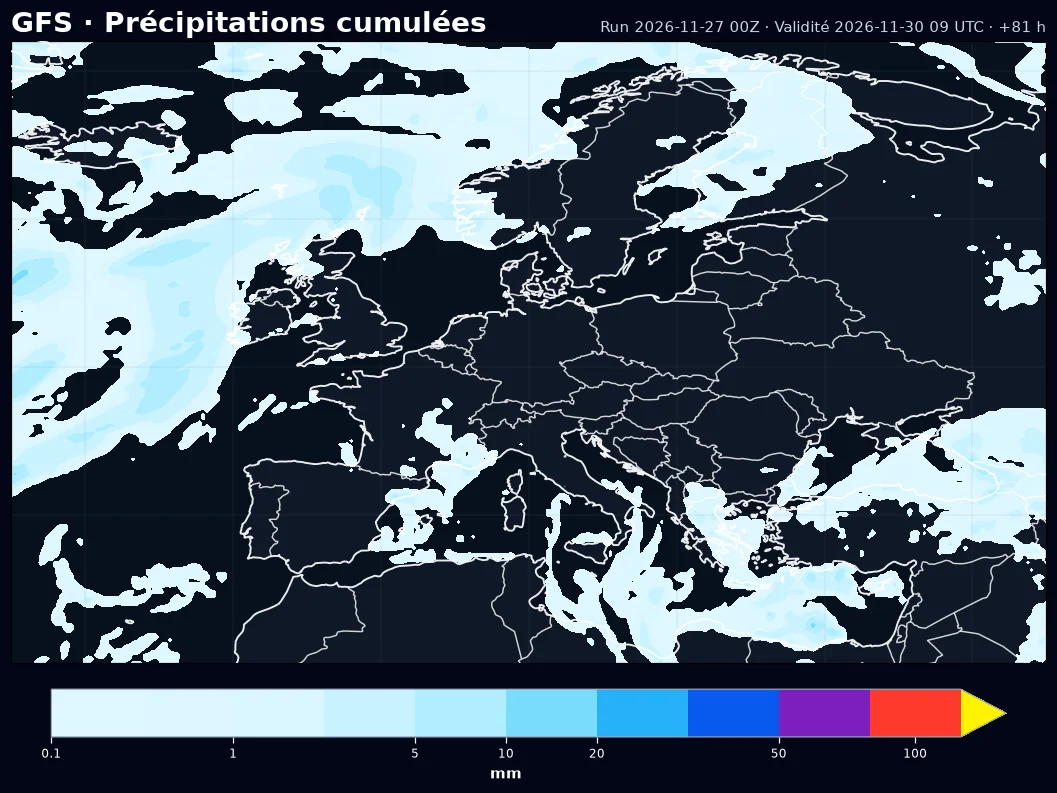 GFS · Précipitations cumulées
Run 2026-11-27 00Z · Validité 2026-11-30 09 UTC · +81 h
0.1 1 5 10 20 50 100
mm